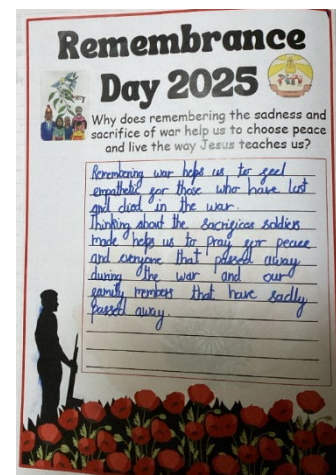 Remembrance
Day 2025
Why does remembering the sadness and
sacrifice of war help us to choose peace
and live the way Jesus teaches us?
Remembering war helps us to feel
empathetic for those who have lost
and died in the war.
Thinking about the sacrifices soldiers
made helps us to pray for peace
and everyone that passed away
during the war and our
family members that have sadly
passed away.